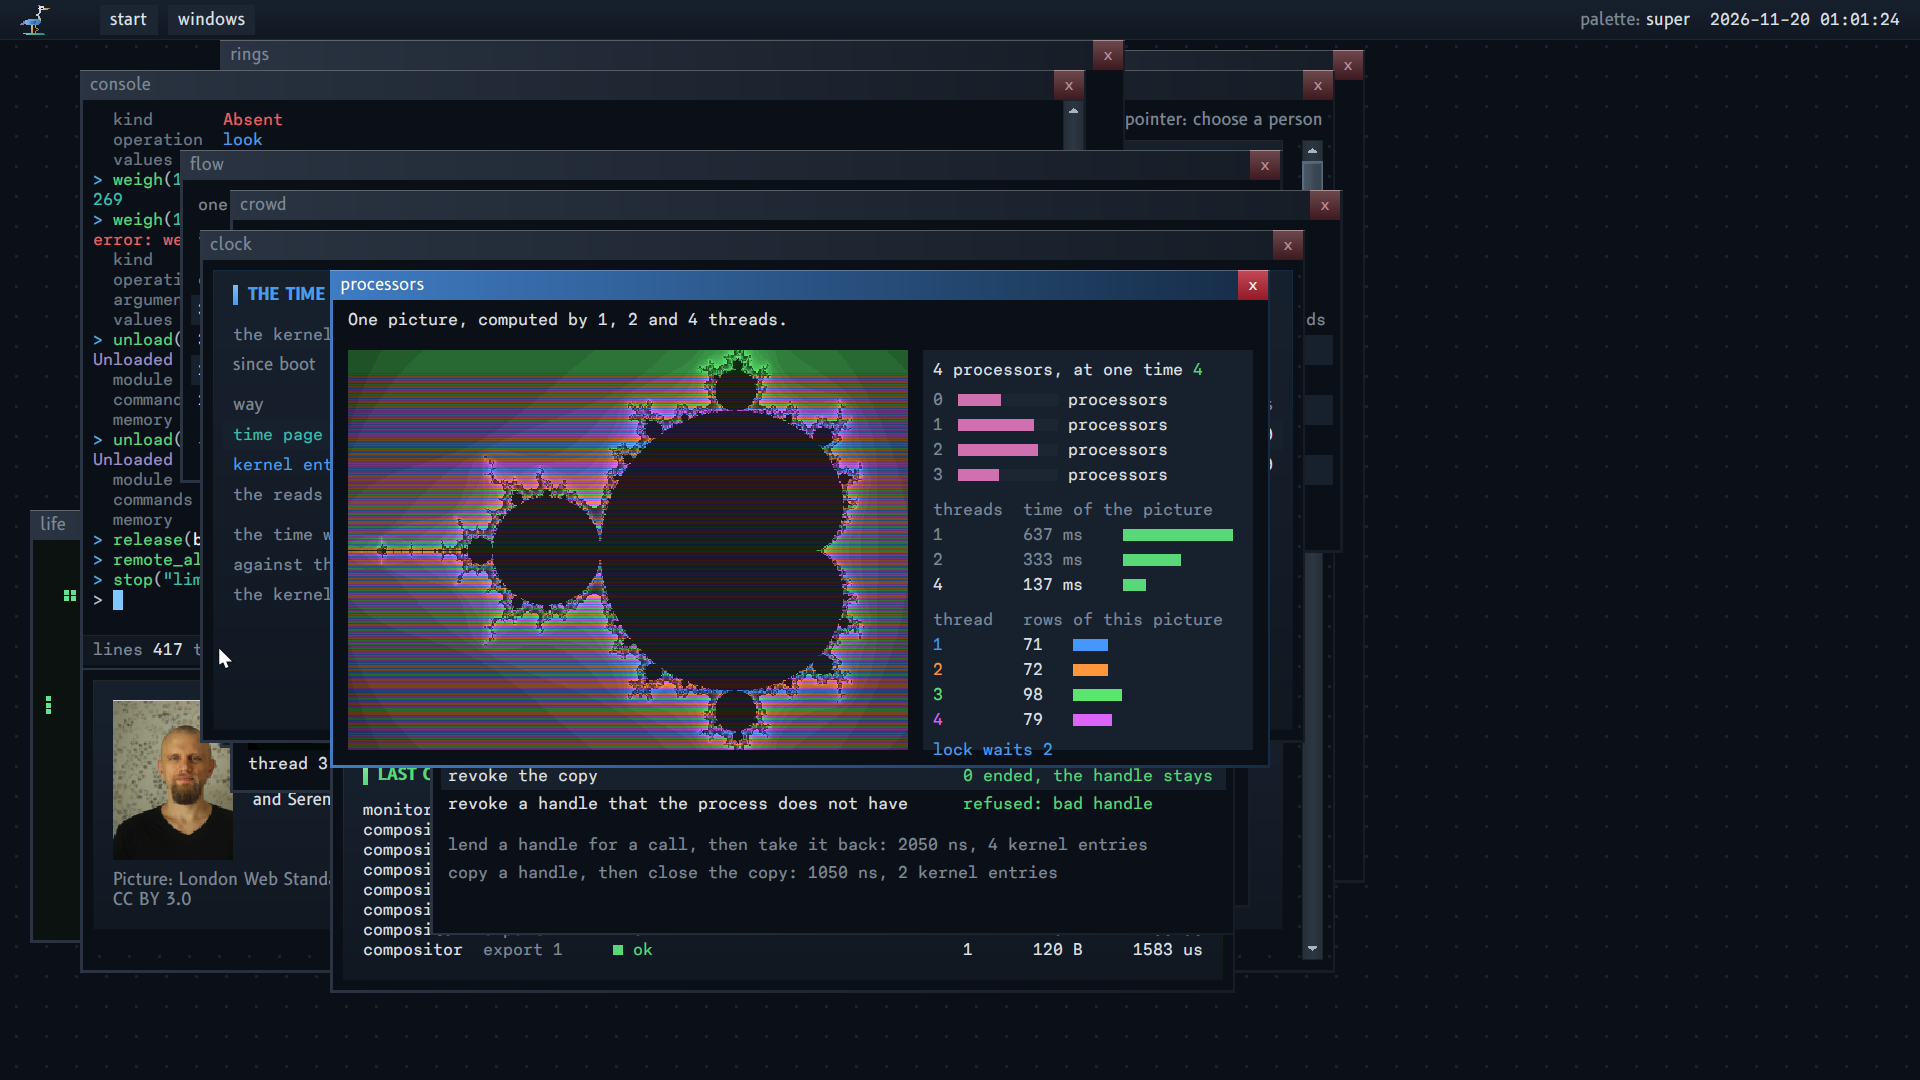 start windows palette: super 2026-11-20 01:01:24
rings x
x
console x
x
kind Absent
pointer: choose a person
operation look
values
flow x
> weigh(1
269
one
crowd x
> weigh(1
error: we
clock x
kind
operati
processors x
THE TIME
argumen
values
One picture, computed by 1, 2 and 4 threads.
ds
the kernel
> unload(
Unloaded
since boot
4 processors, at one time 4
module
0 processors
command
way
1 processors
memory
time page
2 processors
> unload(
kernel ent
3 processors
Unloaded
module
the reads
threads time of the picture
commands
memory
1 637 ms
life
the time w
2 333 ms
> release(b
against th
4 137 ms
> remote_al
> stop("lim
the kernel
thread rows of this picture
>
1 71
2 72
lines 417 t
3 98
4 79
lock waits 2
thread 3
LAST C
revoke the copy 0 ended, the handle stays
and Seren
revoke a handle that the process does not have refused: bad handle
monitor
composi
composi
lend a handle for a call, then take it back: 2050 ns, 4 kernel entries
composi
copy a handle, then close the copy: 1050 ns, 2 kernel entries
Picture: London Web Standa
composi
CC BY 3.0
composi
composi
compositor export 1 ok 1 120 B 1583 us